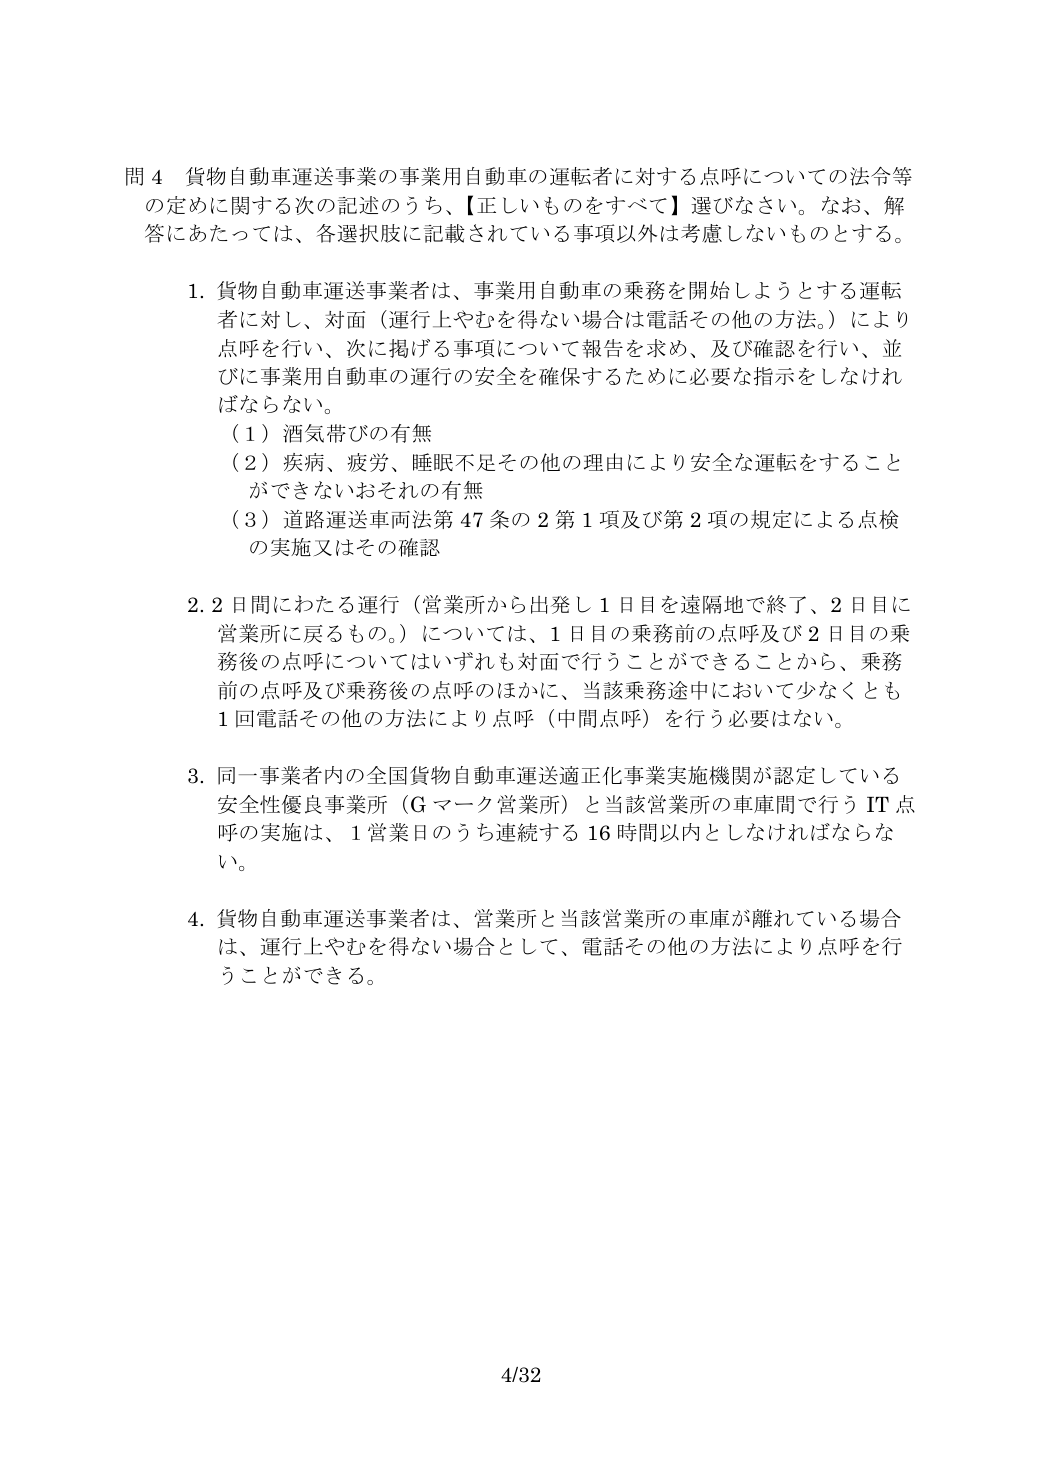 問 4　貨物自動車運送事業の事業用自動車の運転者に対する点呼についての法令等
の定めに関する次の記述のうち、【正しいものをすべて】選びなさい。なお、解
答にあたっては、各選択肢に記載されている事項以外は考慮しないものとする。
1. 貨物自動車運送事業者は、事業用自動車の乗務を開始しようとする運転
者に対し、対面（運行上やむを得ない場合は電話その他の方法。）により
点呼を行い、次に掲げる事項について報告を求め、及び確認を行い、並
びに事業用自動車の運行の安全を確保するために必要な指示をしなけれ
ばならない。
（１）酒気帯びの有無
（２）疾病、疲労、睡眠不足その他の理由により安全な運転をすること
ができないおそれの有無
（３）道路運送車両法第 47 条の 2 第 1 項及び第 2 項の規定による点検
の実施又はその確認
2. 2 日間にわたる運行（営業所から出発し 1 日目を遠隔地で終了、2 日目に
営業所に戻るもの。）については、1 日目の乗務前の点呼及び 2 日目の乗
務後の点呼についてはいずれも対面で行うことができることから、乗務
前の点呼及び乗務後の点呼のほかに、当該乗務途中において少なくとも
1 回電話その他の方法により点呼（中間点呼）を行う必要はない。
3. 同一事業者内の全国貨物自動車運送適正化事業実施機関が認定している
安全性優良事業所（G マーク営業所）と当該営業所の車庫間で行う IT 点
呼の実施は、1 営業日のうち連続する 16 時間以内としなければならな
い。
4. 貨物自動車運送事業者は、営業所と当該営業所の車庫が離れている場合
は、運行上やむを得ない場合として、電話その他の方法により点呼を行
うことができる。
4/32